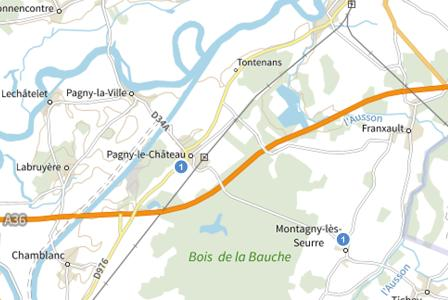 onnencontre
Tontenans
Lechâtelet
Pagny-la-Ville
D34A
l'Ausson
Franxault
Pagny-le-Château
1
Labruyère
A36
Montagny-lès-
Seurre
1
Bois de la Bauche
Chamblanc
D976
l'Ausson
Tichey